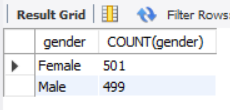 Result Grid Filter Rows:
gender COUNT(gender)
Female 501
Male 499